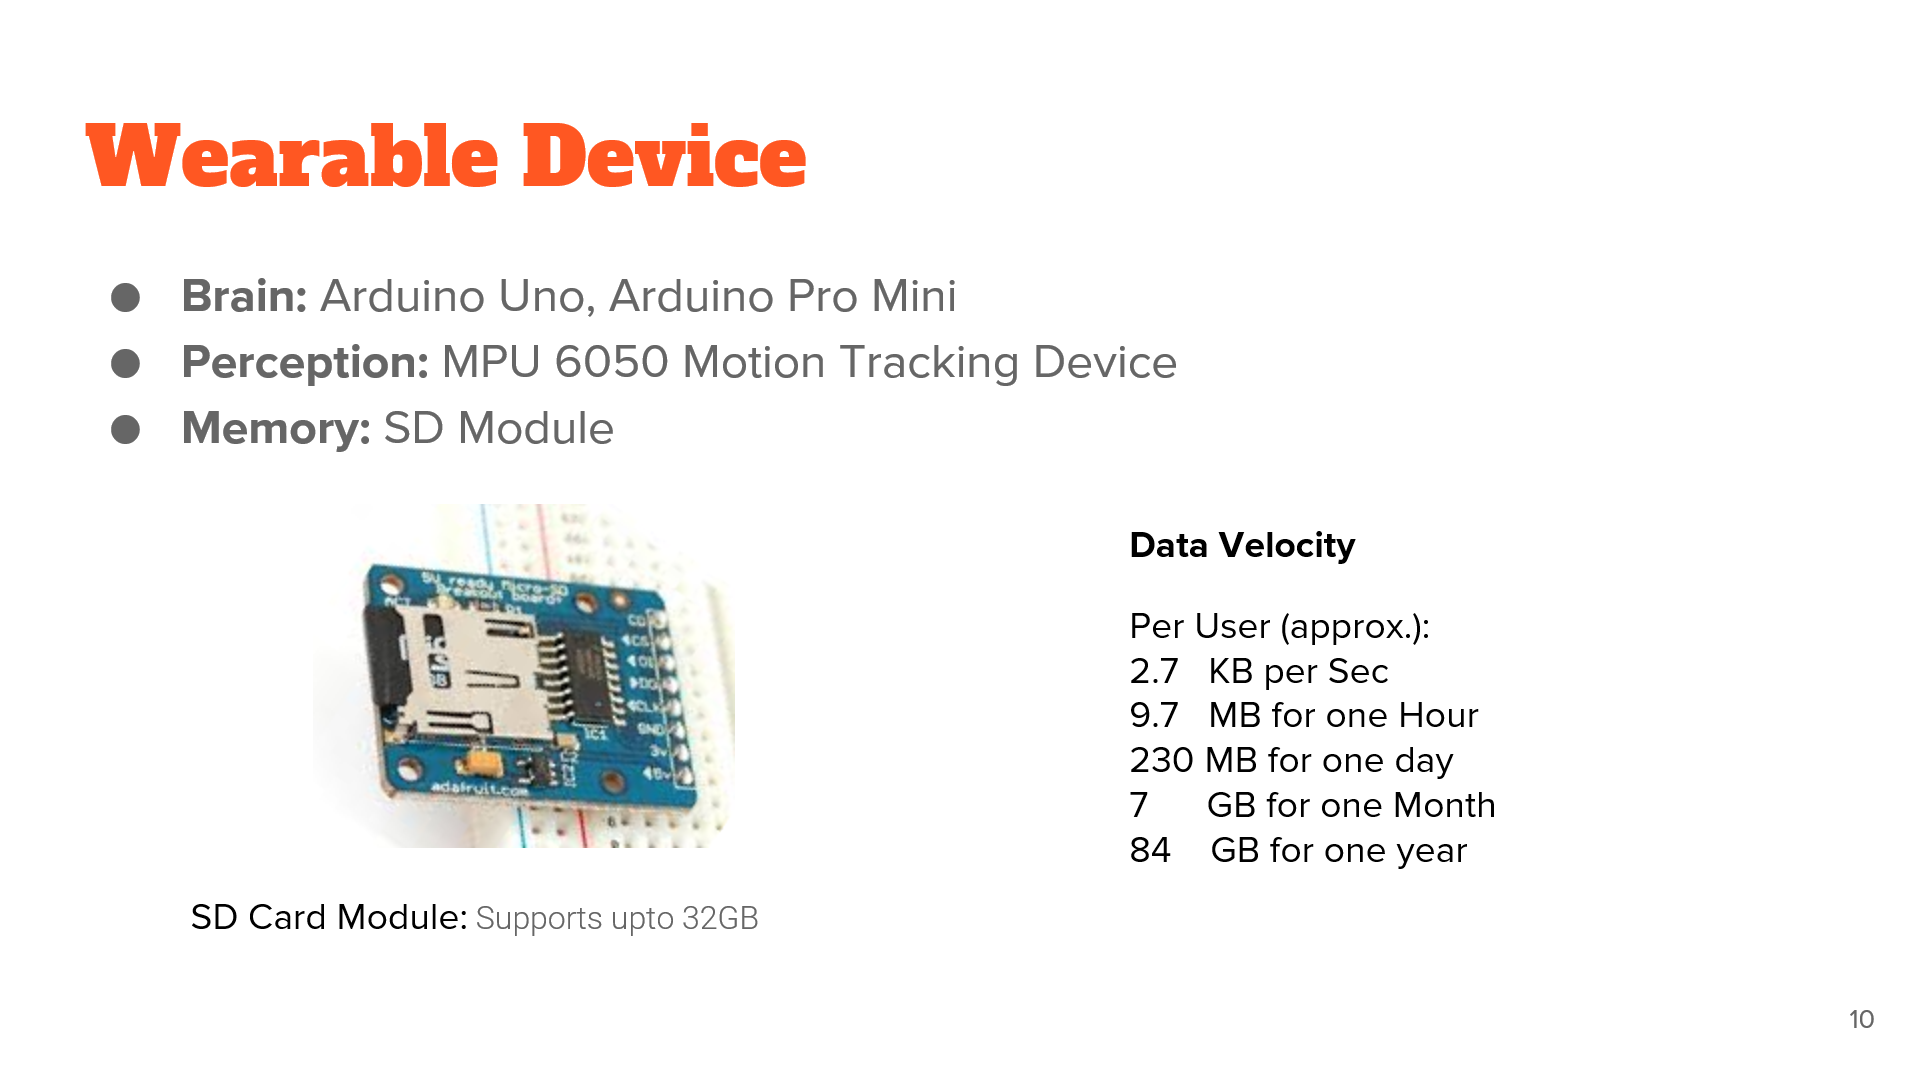 Wearable Device
● Brain: Arduino Uno, Arduino Pro Mini
● Perception: MPU 6050 Motion Tracking Device
● Memory: SD Module
5V ready Micro-SD
Breakout board+
CD
CS
DI
DO
CLK
GND
3v
5v
IC1
IC2
adafruit.com
SD Card Module: Supports upto 32GB
Data Velocity
Per User (approx.):
2.7 KB per Sec
9.7 MB for one Hour
230 MB for one day
7 GB for one Month
84 GB for one year
10